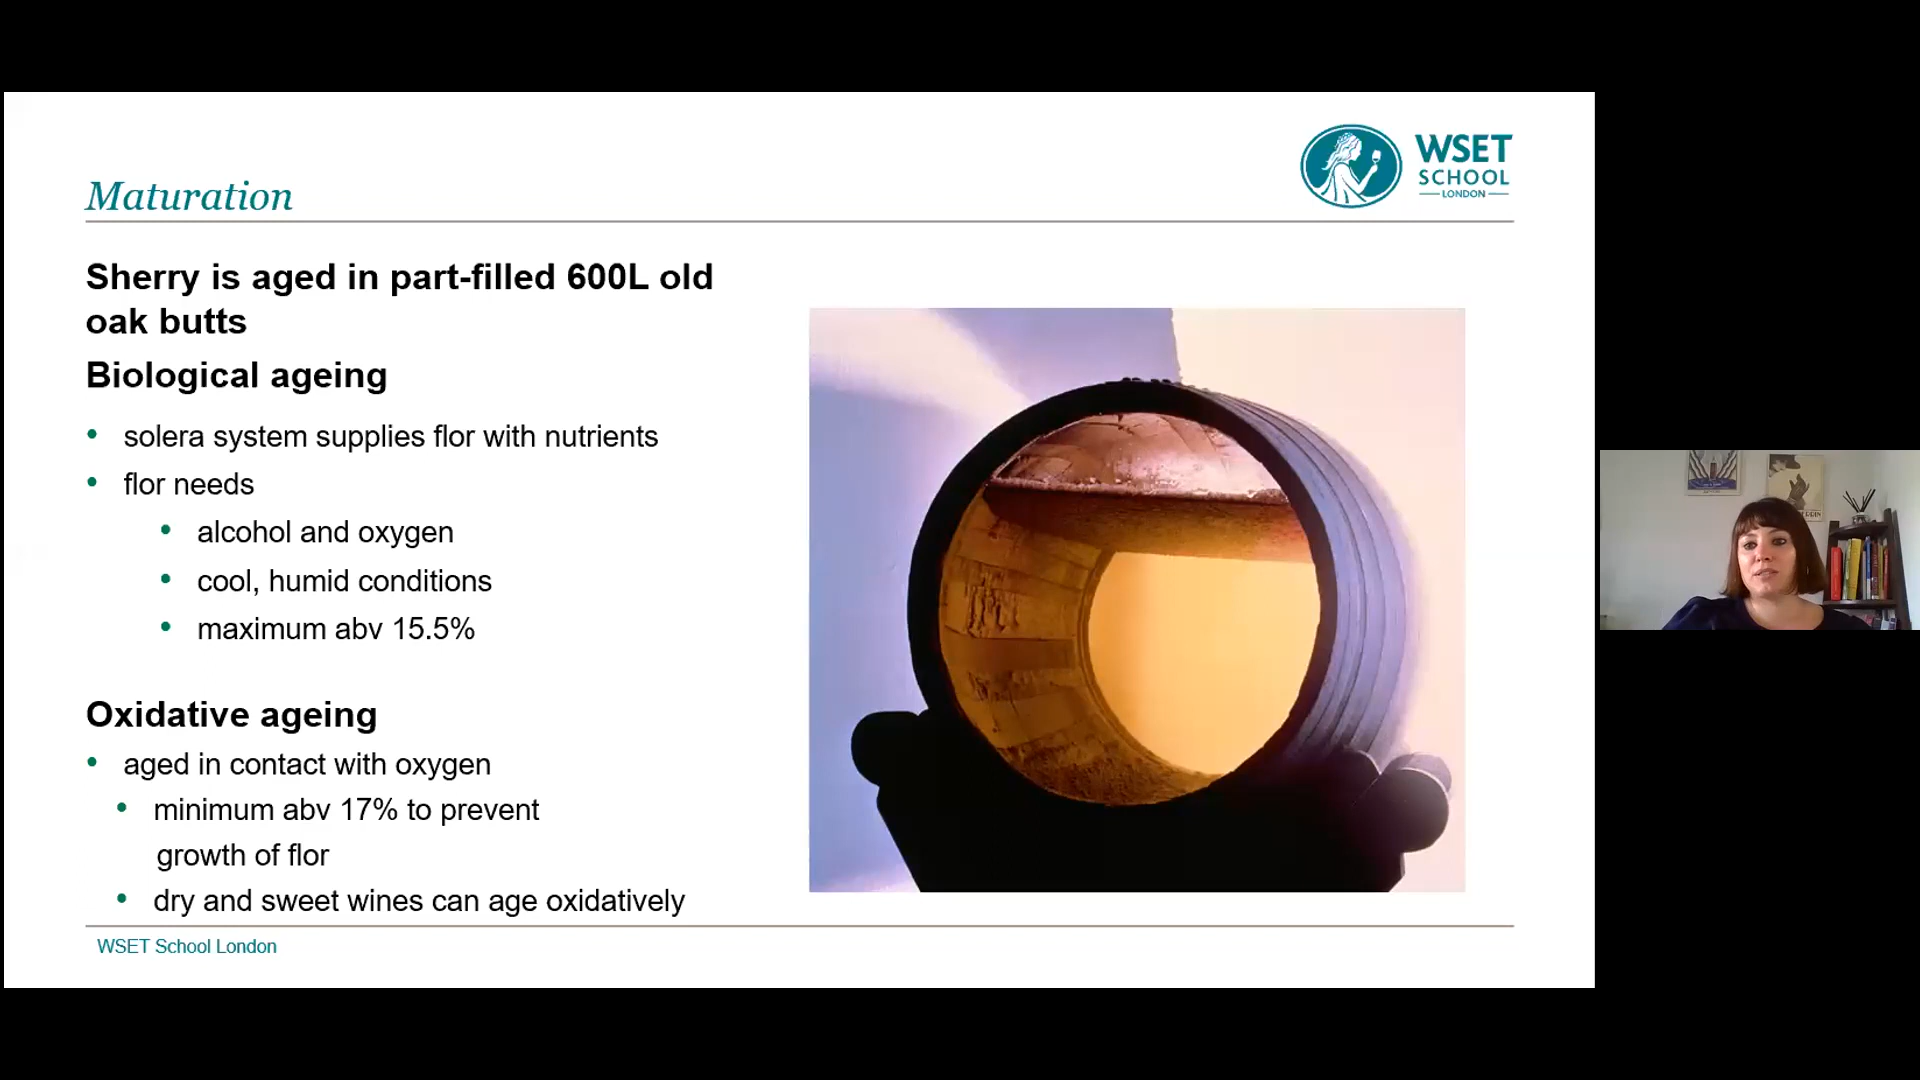 WSET
SCHOOL
LONDON
Maturation
Sherry is aged in part-filled 600L old
oak butts
Biological ageing
• solera system supplies flor with nutrients
• flor needs
• alcohol and oxygen
• cool, humid conditions
• maximum abv 15.5%
Oxidative ageing
• aged in contact with oxygen
• minimum abv 17% to prevent
growth of flor
• dry and sweet wines can age oxidatively
WSET School London